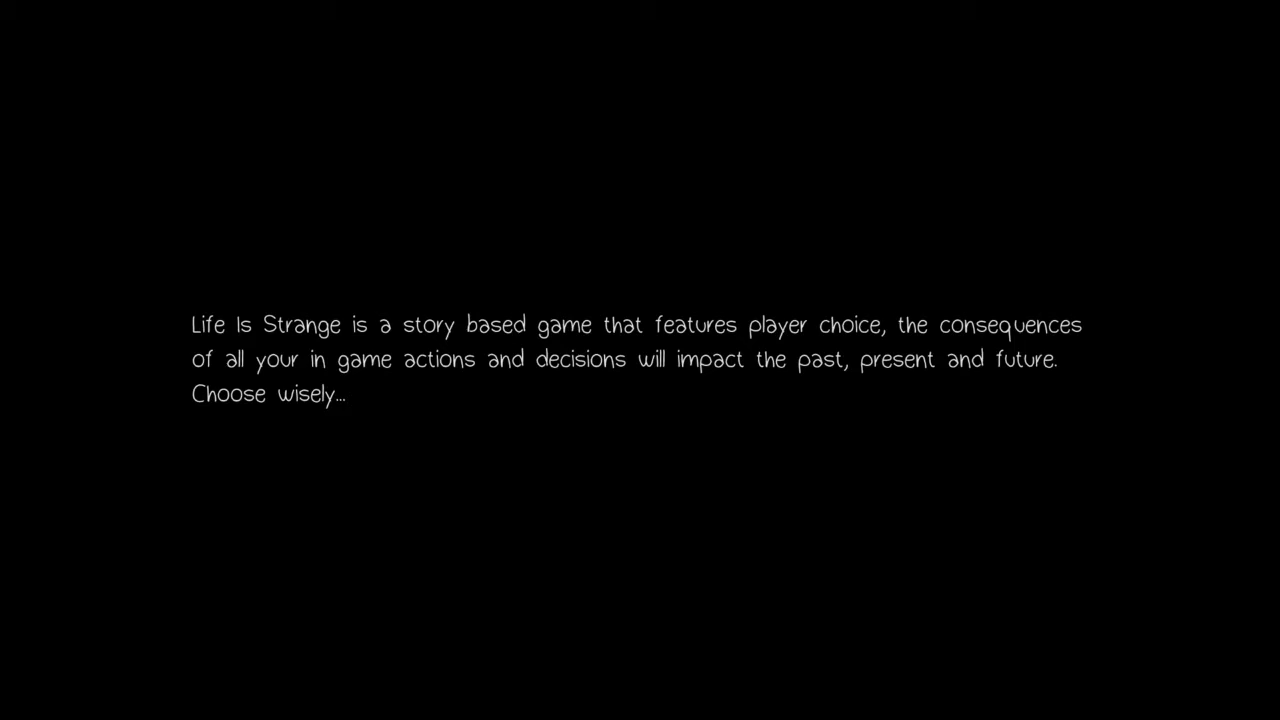 Life Is Strange is a story based game that features player choice, the consequences
of all your in game actions and decisions will impact the past, present and future.
Choose wisely...